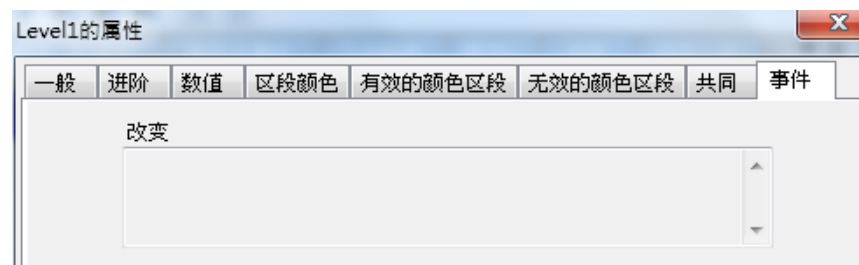 Level1的属性
一般 进阶 数值 区段颜色 有效的颜色区段 无效的颜色区段 共同 事件
改变